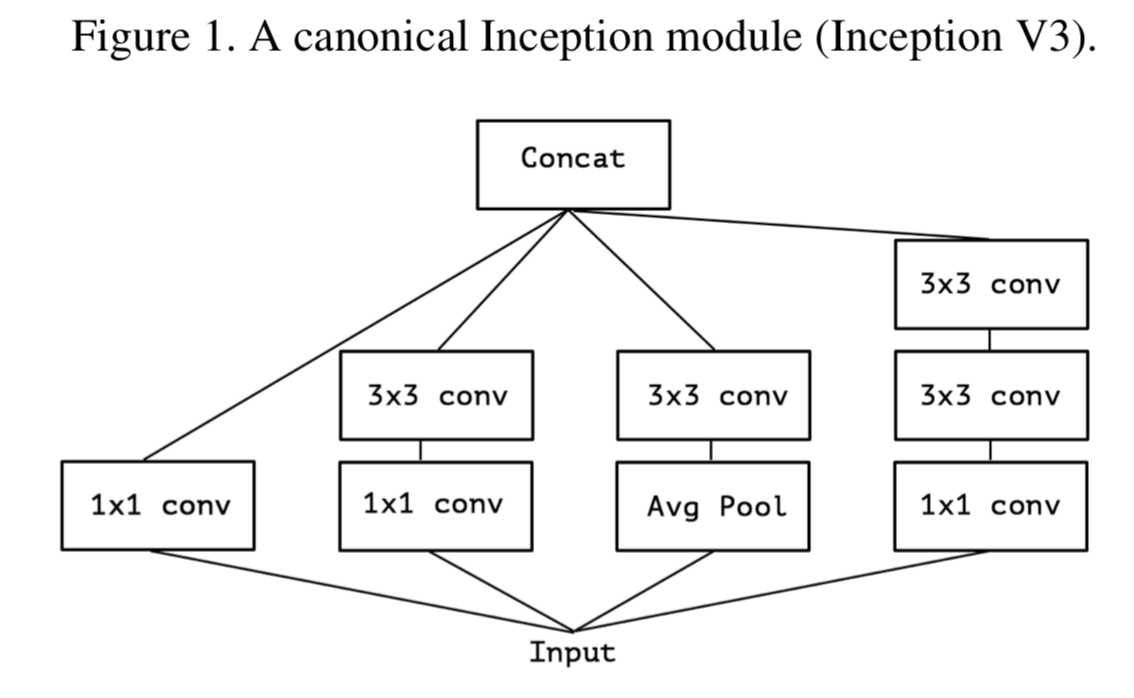 Figure 1. A canonical Inception module (Inception V3).
Concat
3x3 conv
3x3 conv 3x3 conv 3x3 conv
1x1 conv 1x1 conv Avg Pool 1x1 conv
Input